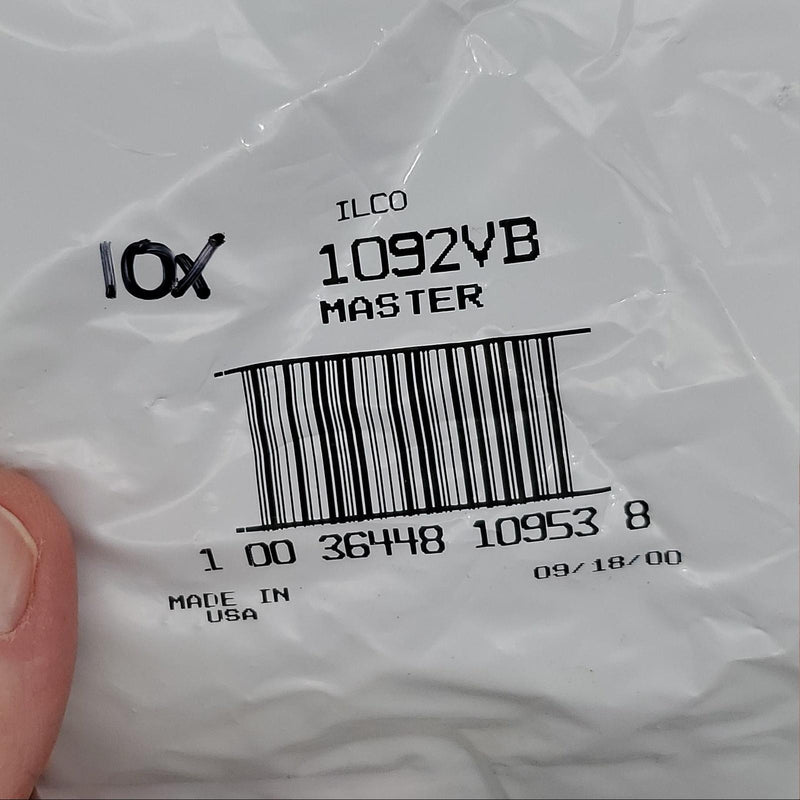 ILCO
10X
1092VB
MASTER
1 00 36448 10953 8
09/18/00
MADE IN
USA